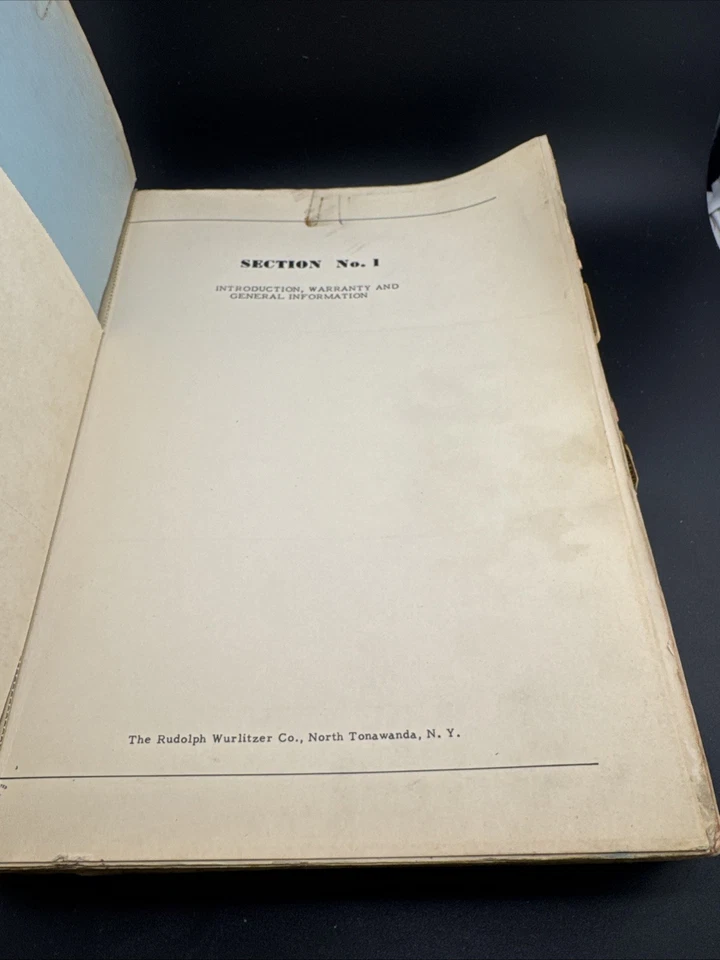 SECTION No. 1
INTRODUCTION, WARRANTY AND
GENERAL INFORMATION
The Rudolph Wurlitzer Co., North Tonawanda, N. Y.